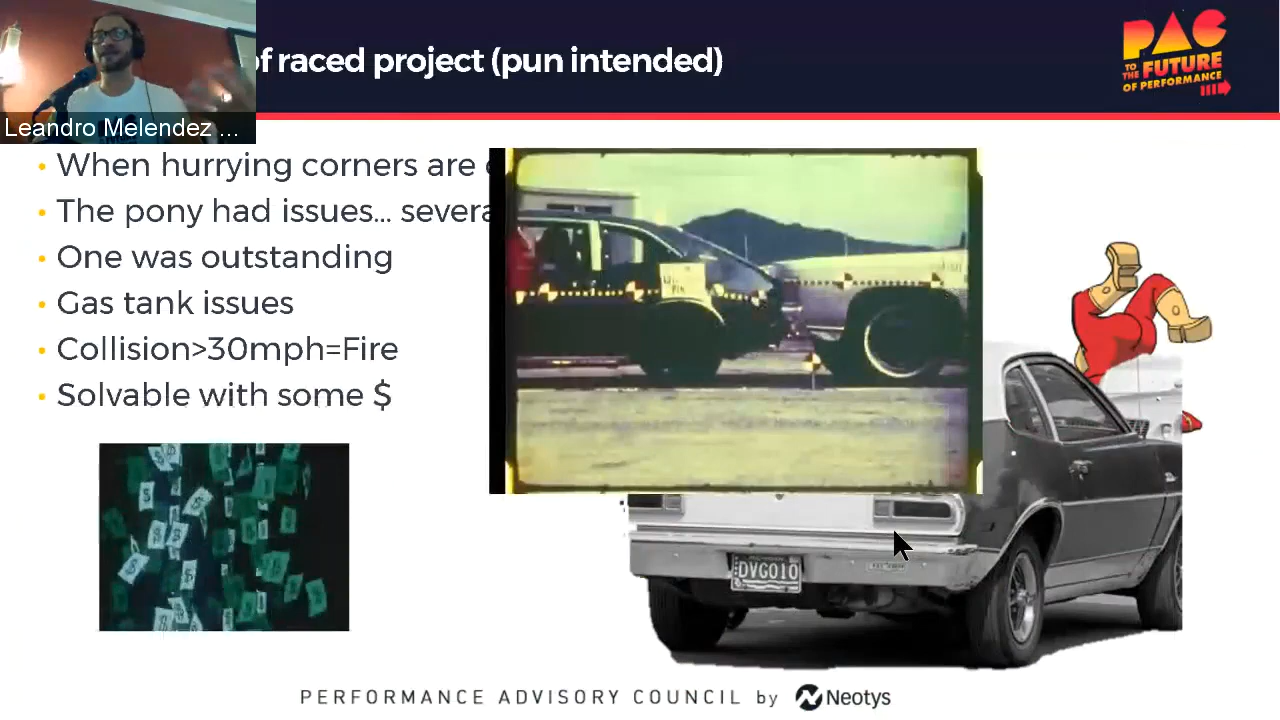 of raced project (pun intended)
PAC
TO THE FUTURE
OF PERFORMANCE
Leandro Melendez ...
• When hurrying corners are
• The pony had issues... severa
• One was outstanding
• Gas tank issues
• Collision>30mph=Fire
• Solvable with some $
DVG010
PERFORMANCE ADVISORY COUNCIL by Neotys